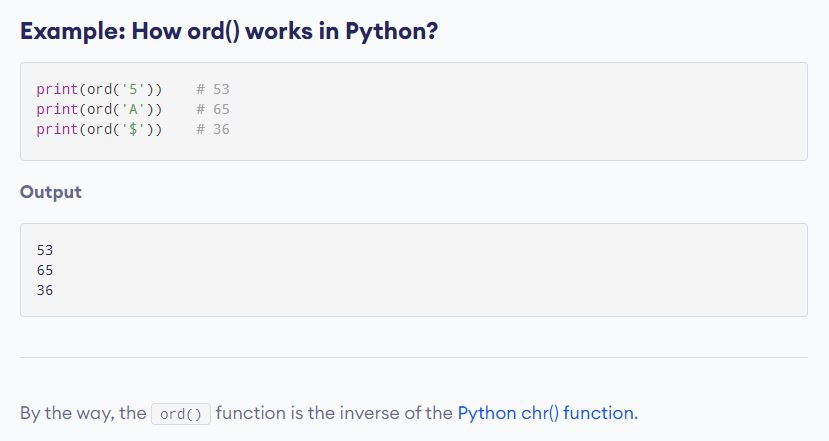 Example: How ord() works in Python?
print(ord('5'))    # 53
print(ord('A'))    # 65
print(ord('$'))    # 36
Output
53
65
36
By the way, the ord() function is the inverse of the Python chr() function.